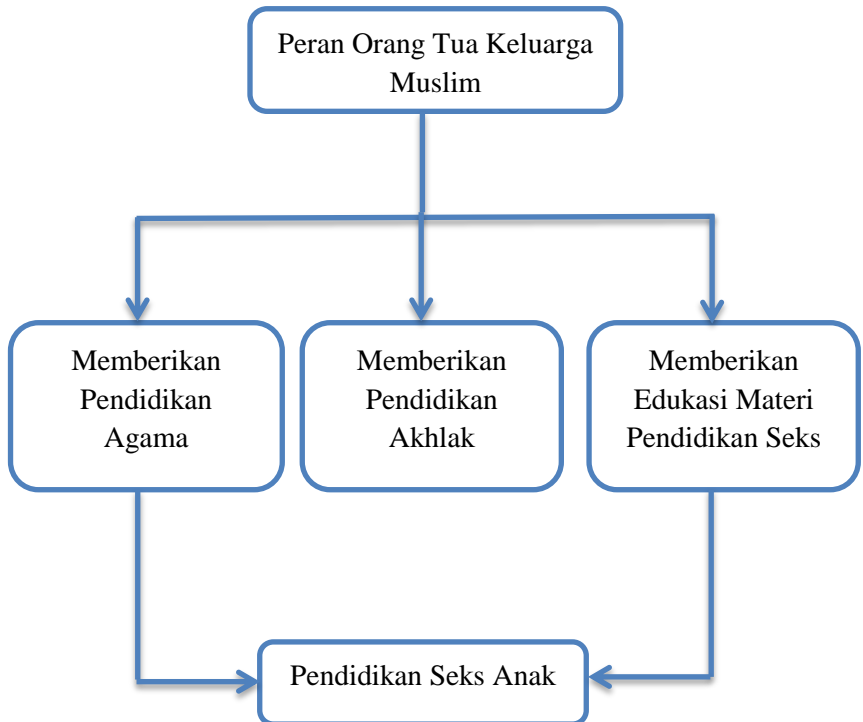 Peran Orang Tua Keluarga
Muslim
Memberikan
Pendidikan
Agama
Memberikan
Pendidikan
Akhlak
Memberikan
Edukasi Materi
Pendidikan Seks
Pendidikan Seks Anak